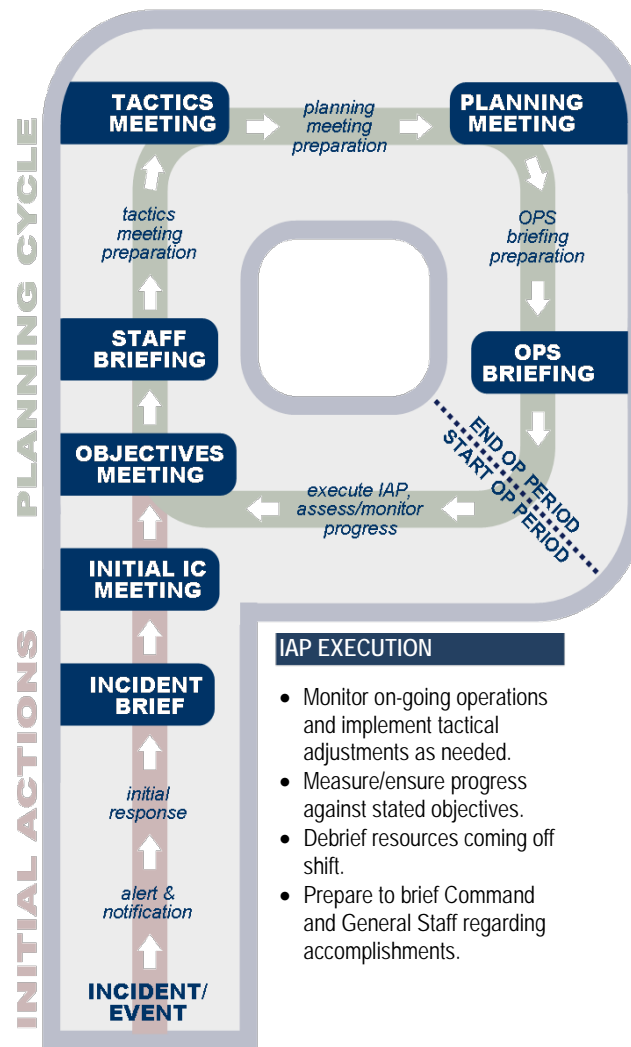 TACTICS
MEETING
planning
meeting
preparation
PLANNING
MEETING
tactics
meeting
preparation
OPS
briefing
preparation
STAFF
BRIEFING
OPS
BRIEFING
OBJECTIVES
MEETING
END OP PERIOD
START OP PERIOD
execute IAP,
assess/monitor
progress
PLANNING CYCLE
INITIAL IC
MEETING
INCIDENT
BRIEF
initial
response
alert &
notification
INCIDENT/
EVENT
INITIAL ACTIONS
IAP EXECUTION
• Monitor on-going operations
and implement tactical
adjustments as needed.
• Measure/ensure progress
against stated objectives.
• Debrief resources coming off
shift.
• Prepare to brief Command
and General Staff regarding
accomplishments.